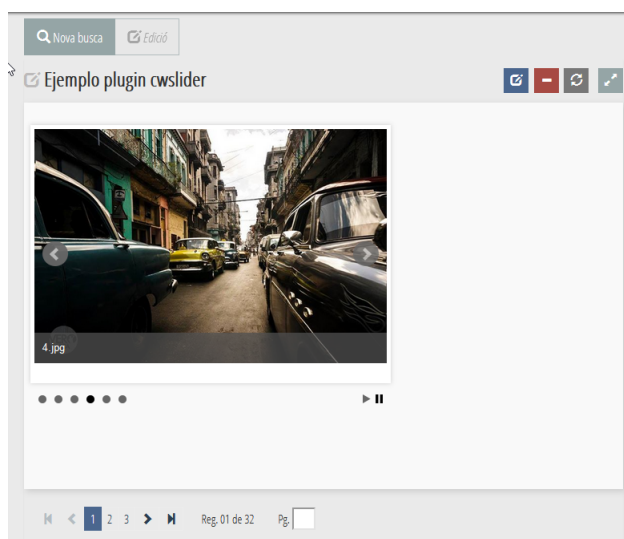 Nova busca Edició
Ejemplo plugin cwslider
4.jpg
1 2 3 Reg. 01 de 32 Pg.